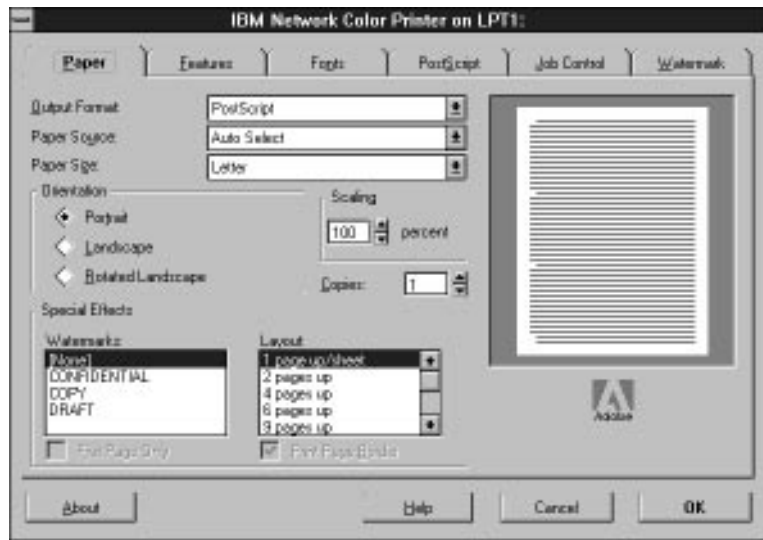 IBM Network Color Printer on LPT1:
Paper Features Fonts PostScript Job Control Watermark
Output Format: PostScript
Paper Source: Auto Select
Paper Size: Letter
Orientation
Portrait
Landscape
Rotated Landscape
Scaling
100 percent
Copies: 1
Special Effects
Watermarks:
[None]
CONFIDENTIAL
COPY
DRAFT
First Page Only
Layout:
1 page up/sheet
2 pages up
4 pages up
6 pages up
9 pages up
Print Page Border
Adobe
About Help Cancel OK